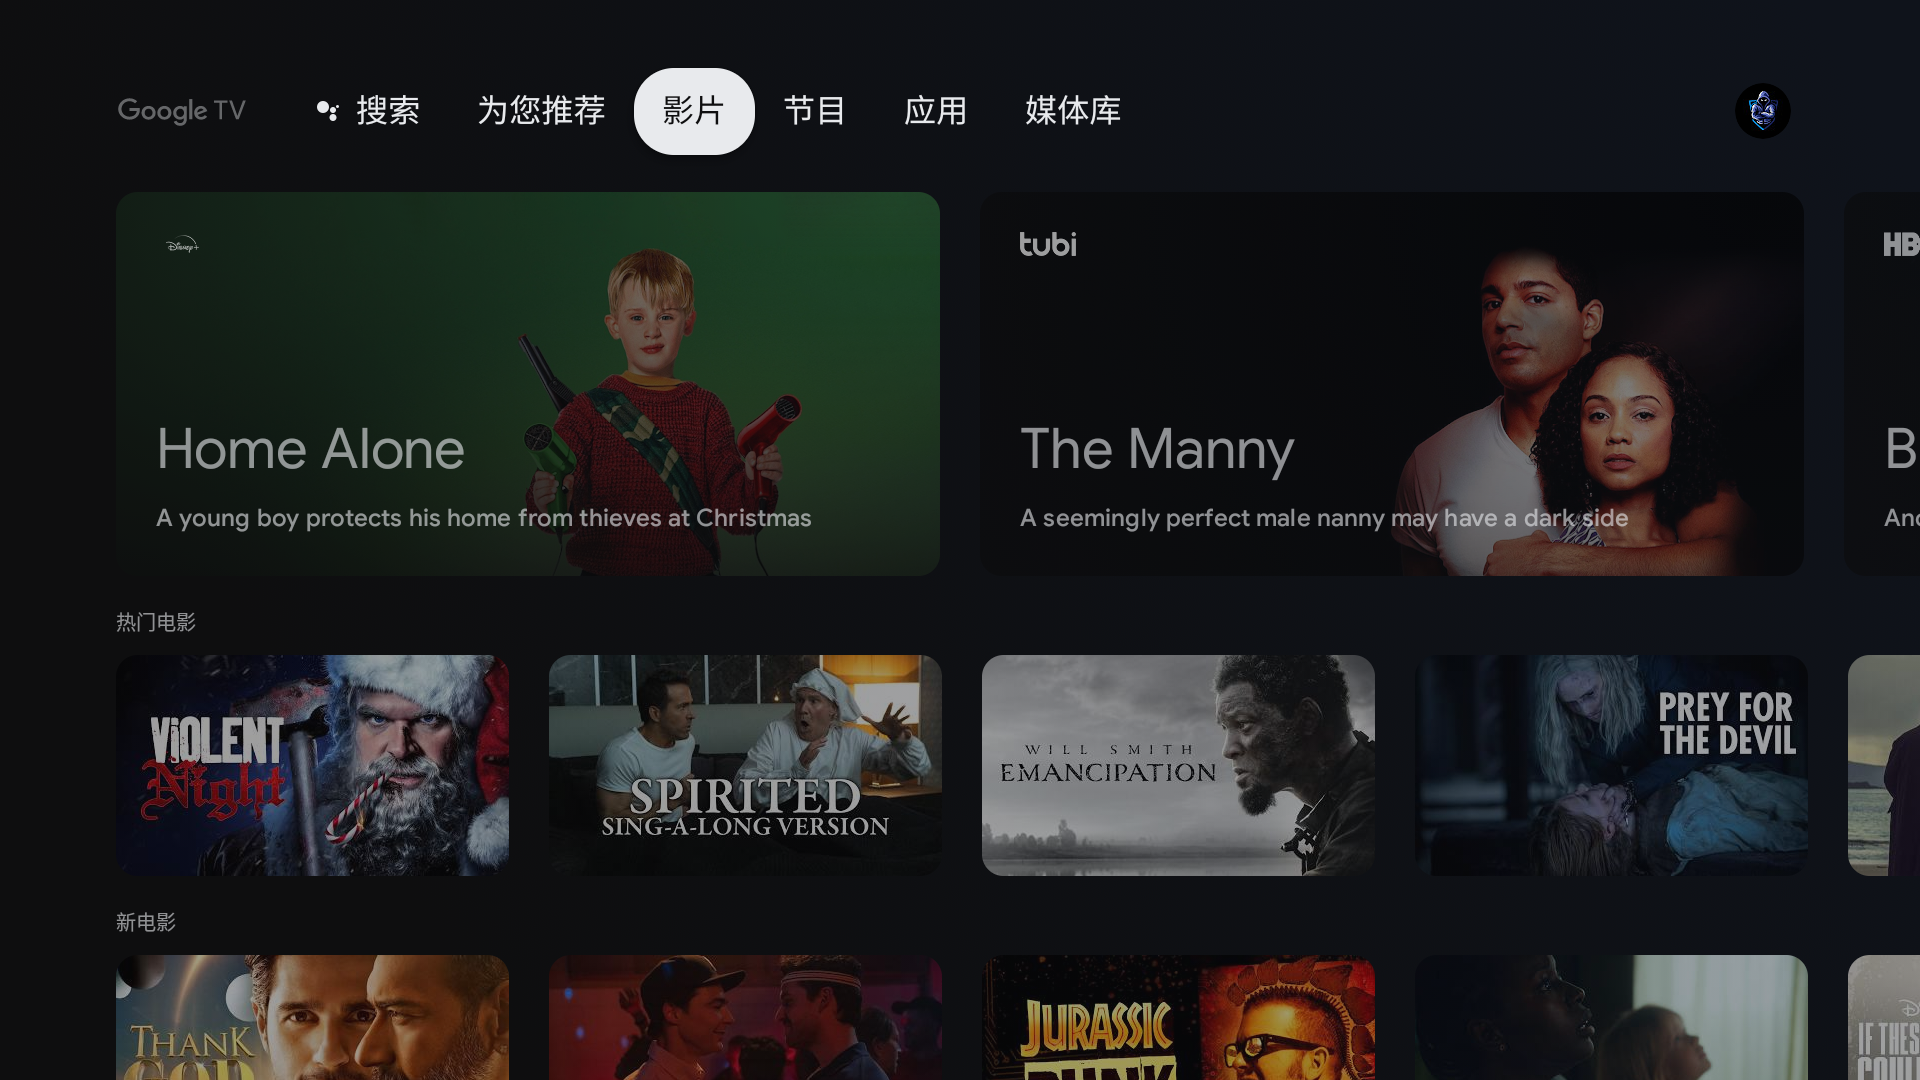 Google TV
搜索
为您推荐
影片
节目
应用
媒体库
Disney+
tubi
HB
Home Alone
The Manny
B
A young boy protects his home from thieves at Christmas
A seemingly perfect male nanny may have a dark side
And
热门电影
VIOLENT
Night
SPIRITED
SING-A-LONG VERSION
WILL SMITH
EMANCIPATION
PREY FOR
THE DEVIL
新电影
THANK
GOD
JURASSIC
PUNK
IF THES
COUL